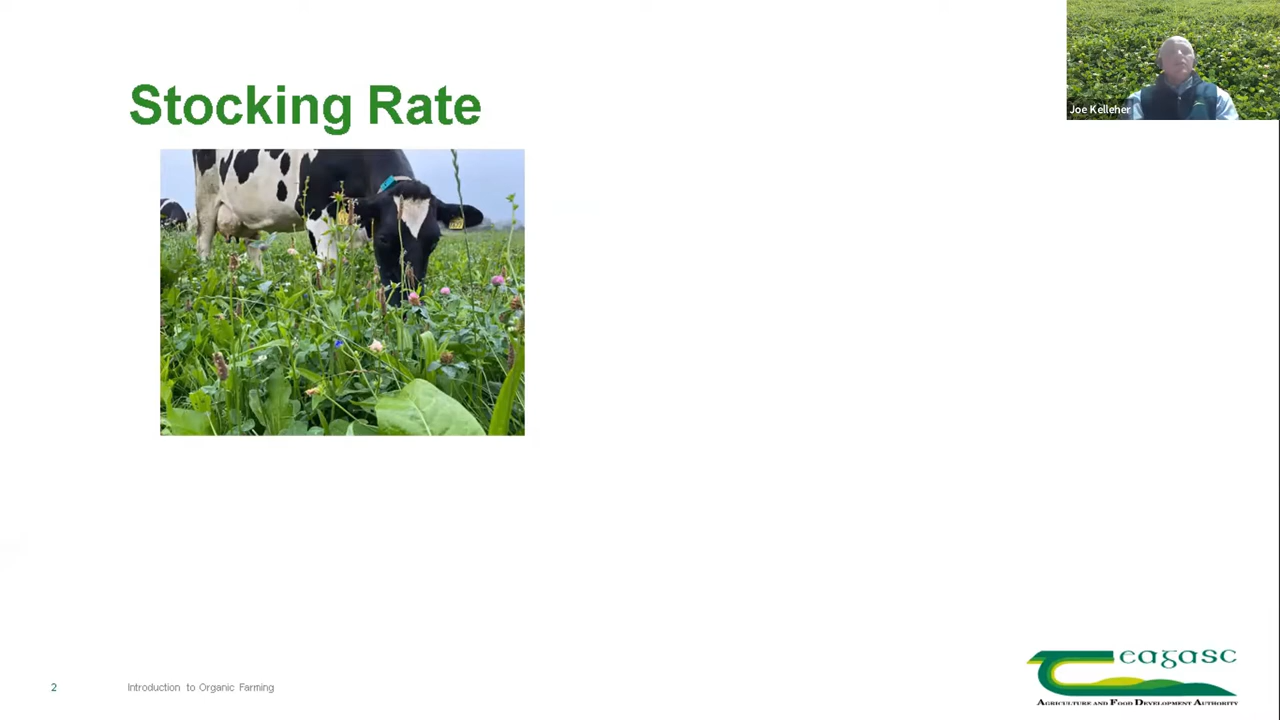 Joe Kelleher
Stocking Rate
2
Introduction to Organic Farming
Teagasc
Agriculture and Food Development Authority